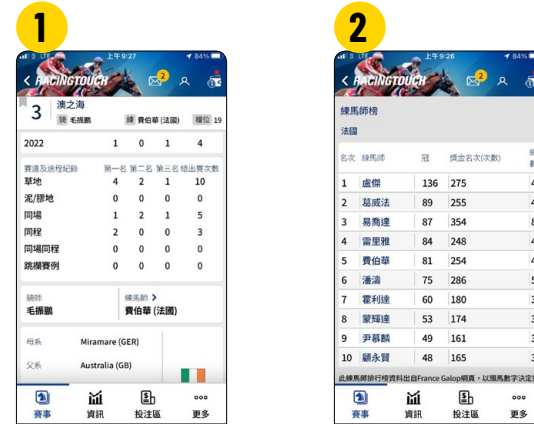 1
3 LTE 上午9:27 84%
RACINGTOUCH 2
3 澳之海
騎 毛振鵬 練 費伯華 (法國) 檔位 19
2022 1 0 1 4
賽道及途程紀錄 第一名 第二名 第三名 總出賽次數
草地 4 2 1 10
泥/膠地 0 0 0 0
同場 1 2 1 5
同程 2 0 0 3
同場同程 0 0 0 0
跳欄賽例 0 0 0 0
騎師 練馬師
毛振鵬 費伯華 (法國)
母系 Miramare (GER)
父系 Australia (GB)
賽事 資訊 投注區 更多
2
3 LTE 上午9:26 84%
RACINGTOUCH 2
練馬師榜
法國
名次 練馬師 冠 獎金名次(次數)
1 盧傑 136 275
2 葛威法 89 255
3 易喬達 87 354
4 雷里雅 84 248
5 費伯華 81 254
6 潘濤 75 286
7 霍利達 60 180
8 蒙輝達 53 174
9 尹慕麟 49 161
10 顧永賢 48 165
此練馬師排行榜資料出自France Galop網頁，以頭馬數字決定
賽事 資訊 投注區 更多